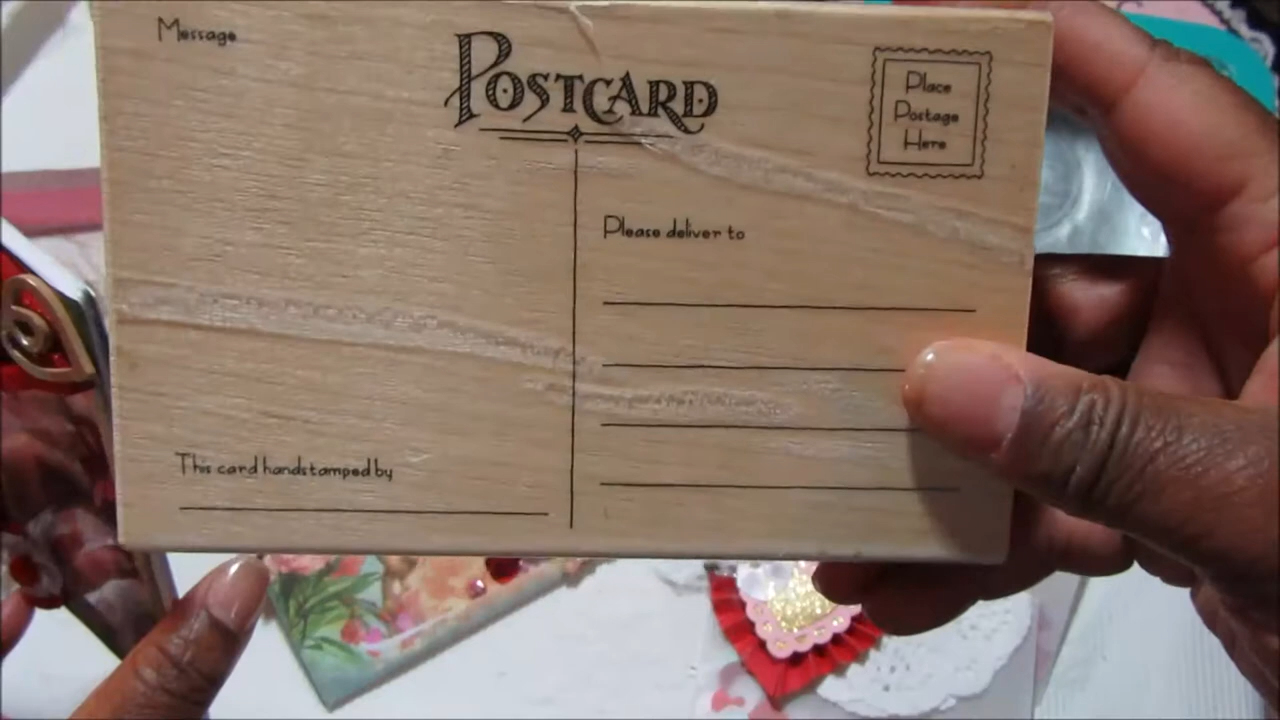 Message
POSTCARD
Place
Postage
Here
Please deliver to
This card handstamped by